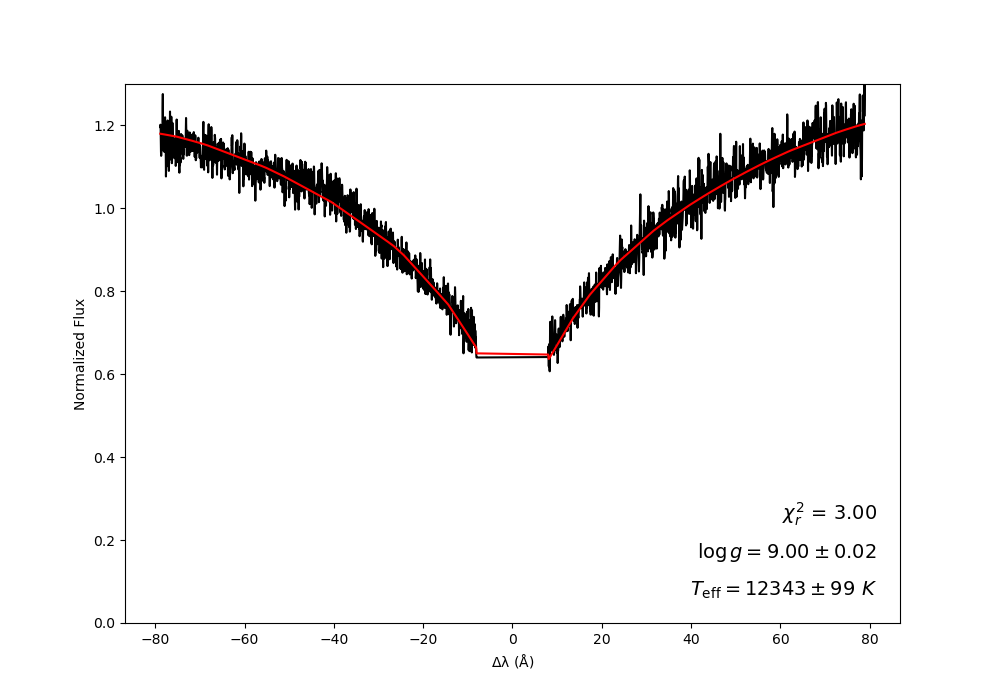 1.2
1.0
0.8
0.6
0.4
0.2
0.0
Normalized Flux
χ²ᵣ = 3.00
log g = 9.00 ± 0.02
T_eff = 12343 ± 99 K
−80 −60 −40 −20 0 20 40 60 80
Δλ (Å)